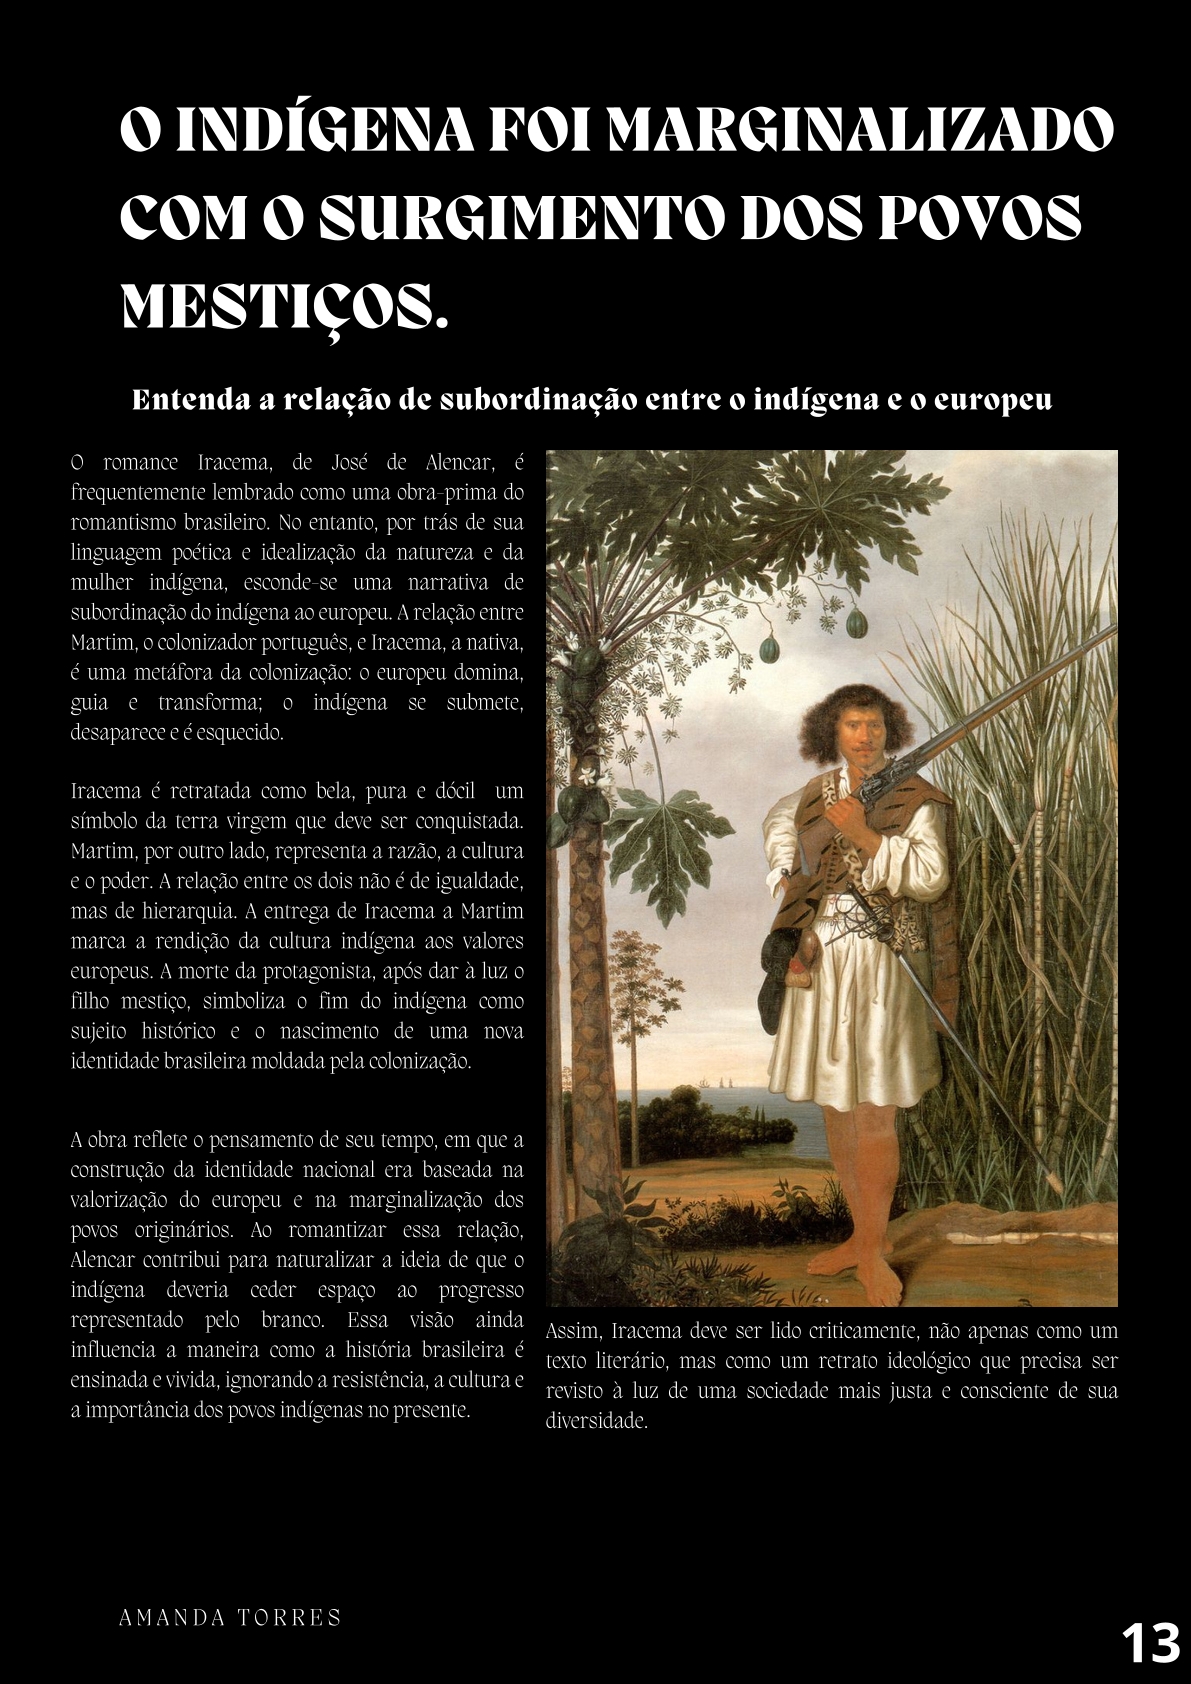 O INDÍGENA FOI MARGINALIZADO
COM O SURGIMENTO DOS POVOS
MESTIÇOS.
Entenda a relação de subordinação entre o indígena e o europeu
O romance Iracema, de José de Alencar, é
frequentemente lembrado como uma obra-prima do
romantismo brasileiro. No entanto, por trás de sua
linguagem poética e idealização da natureza e da
mulher indígena, esconde-se uma narrativa de
subordinação do indígena ao europeu. A relação entre
Martim, o colonizador português, e Iracema, a nativa,
é uma metáfora da colonização: o europeu domina,
guia e transforma; o indígena se submete,
desaparece e é esquecido.
Iracema é retratada como bela, pura e dócil um
símbolo da terra virgem que deve ser conquistada.
Martim, por outro lado, representa a razão, a cultura
e o poder. A relação entre os dois não é de igualdade,
mas de hierarquia. A entrega de Iracema a Martim
marca a rendição da cultura indígena aos valores
europeus. A morte da protagonista, após dar à luz o
filho mestiço, simboliza o fim do indígena como
sujeito histórico e o nascimento de uma nova
identidade brasileira moldada pela colonização.
A obra reflete o pensamento de seu tempo, em que a
construção da identidade nacional era baseada na
valorização do europeu e na marginalização dos
povos originários. Ao romantizar essa relação,
Alencar contribui para naturalizar a ideia de que o
indígena deveria ceder espaço ao progresso
representado pelo branco. Essa visão ainda
influencia a maneira como a história brasileira é
ensinada e vivida, ignorando a resistência, a cultura e
a importância dos povos indígenas no presente.
Assim, Iracema deve ser lido criticamente, não apenas como um
texto literário, mas como um retrato ideológico que precisa ser
revisto à luz de uma sociedade mais justa e consciente de sua
diversidade.
AMANDA TORRES
13